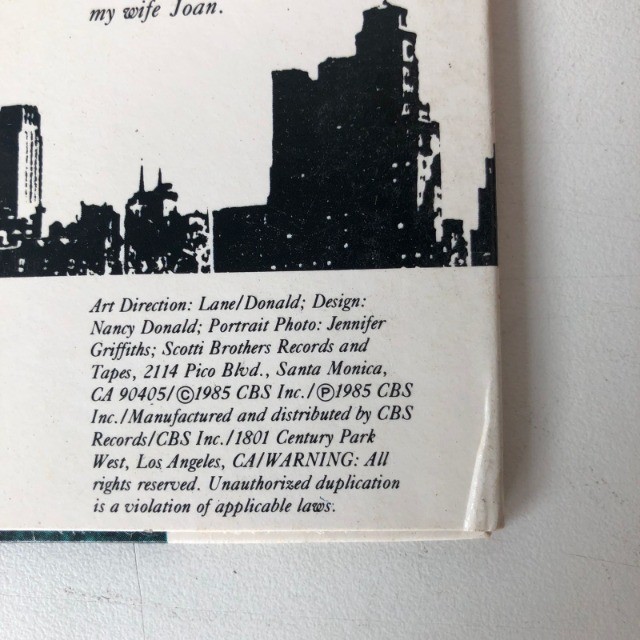 my wife Joan.
Art Direction: Lane/Donald; Design:
Nancy Donald; Portrait Photo: Jennifer
Griffiths; Scotti Brothers Records and
Tapes, 2114 Pico Blvd., Santa Monica,
CA 90405/©1985 CBS Inc./℗1985 CBS
Inc./Manufactured and distributed by CBS
Records/CBS Inc./1801 Century Park
West, Los Angeles, CA/WARNING: All
rights reserved. Unauthorized duplication
is a violation of applicable laws.